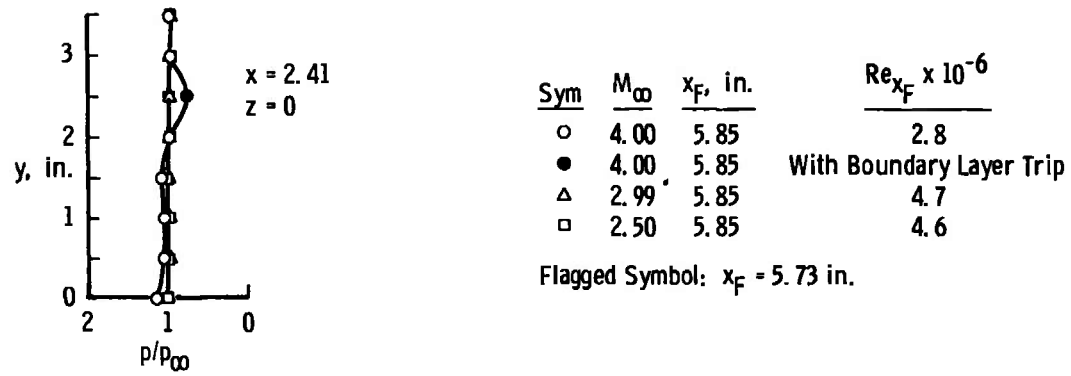 3
2
1
0
y, in.
2 1 0
p/p∞
x = 2.41
z = 0
Sym M∞ xF, in. RexF x 10-6
○ 4.00 5.85 2.8
● 4.00 5.85 With Boundary Layer Trip
△ 2.99 5.85 4.7
□ 2.50 5.85 4.6
Flagged Symbol: xF = 5.73 in.